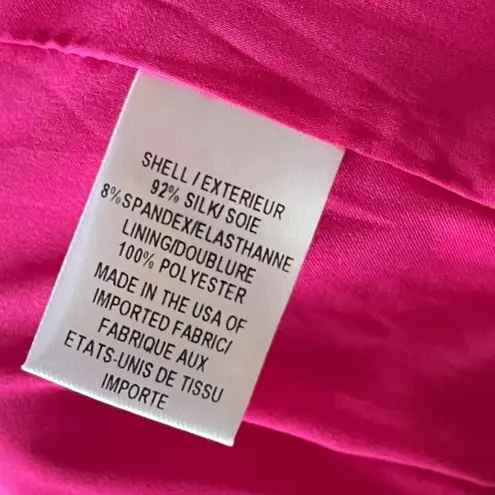 SHELL / EXTERIEUR
92% SILK/ SOIE
8%SPANDEX/ELASTHANNE
LINING/DOUBLURE
100% POLYESTER
MADE IN THE USA OF
IMPORTED FABRIC/
FABRIQUE AUX
ETATS-UNIS DE TISSU
IMPORTE